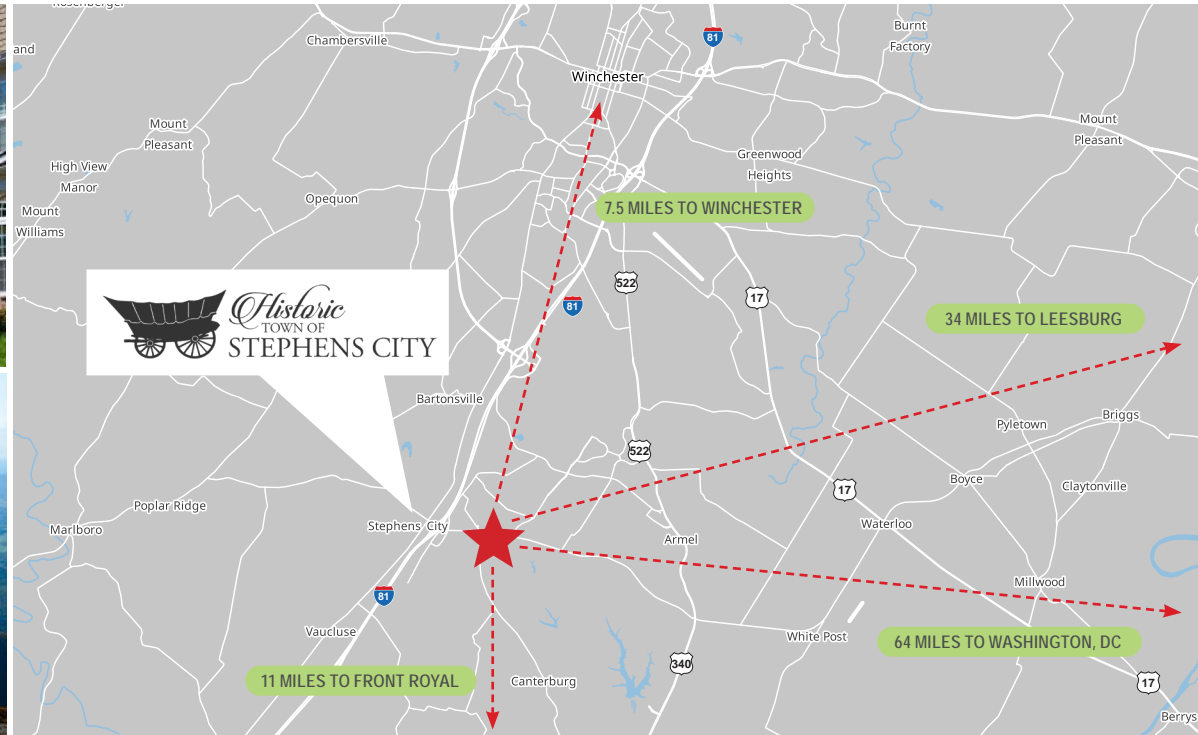 81
Burnt
Factory
Chambersville
and
Winchester
Mount
Pleasant
Mount
Pleasant
Greenwood
Heights
High View
Manor
Opequon
Mount
Williams
7.5 MILES TO WINCHESTER
522
17
81
Historic
TOWN OF
STEPHENS CITY
34 MILES TO LEESBURG
Bartonsville
Briggs
Pyletown
522
Boyce
Claytonville
17
Poplar Ridge
Stephens City
Waterloo
Marlboro
Armel
Millwood
81
Vaucluse
White Post
64 MILES TO WASHINGTON, DC
340
11 MILES TO FRONT ROYAL
Canterburg
17
Berrys